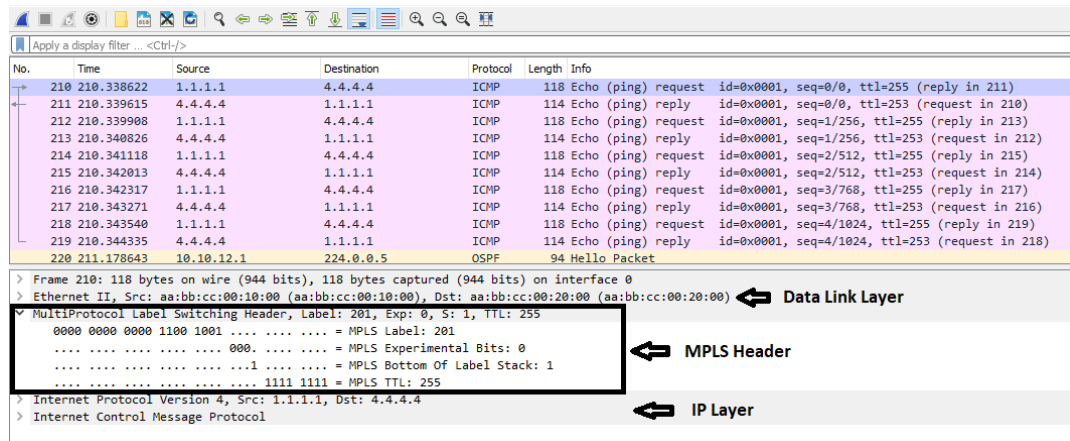 Apply a display filter ... <Ctrl-/>
No. Time Source Destination Protocol Length Info
210 210.338622 1.1.1.1 4.4.4.4 ICMP 118 Echo (ping) request id=0x0001, seq=0/0, ttl=255 (reply in 211)
211 210.339615 4.4.4.4 1.1.1.1 ICMP 114 Echo (ping) reply id=0x0001, seq=0/0, ttl=253 (request in 210)
212 210.339908 1.1.1.1 4.4.4.4 ICMP 118 Echo (ping) request id=0x0001, seq=1/256, ttl=255 (reply in 213)
213 210.340826 4.4.4.4 1.1.1.1 ICMP 114 Echo (ping) reply id=0x0001, seq=1/256, ttl=253 (request in 212)
214 210.341118 1.1.1.1 4.4.4.4 ICMP 118 Echo (ping) request id=0x0001, seq=2/512, ttl=255 (reply in 215)
215 210.342013 4.4.4.4 1.1.1.1 ICMP 114 Echo (ping) reply id=0x0001, seq=2/512, ttl=253 (request in 214)
216 210.342317 1.1.1.1 4.4.4.4 ICMP 118 Echo (ping) request id=0x0001, seq=3/768, ttl=255 (reply in 217)
217 210.343271 4.4.4.4 1.1.1.1 ICMP 114 Echo (ping) reply id=0x0001, seq=3/768, ttl=253 (request in 216)
218 210.343540 1.1.1.1 4.4.4.4 ICMP 118 Echo (ping) request id=0x0001, seq=4/1024, ttl=255 (reply in 219)
219 210.344335 4.4.4.4 1.1.1.1 ICMP 114 Echo (ping) reply id=0x0001, seq=4/1024, ttl=253 (request in 218)
220 211.178643 10.10.12.1 224.0.0.5 OSPF 94 Hello Packet
Frame 210: 118 bytes on wire (944 bits), 118 bytes captured (944 bits) on interface 0
Ethernet II, Src: aa:bb:cc:00:10:00 (aa:bb:cc:00:10:00), Dst: aa:bb:cc:00:20:00 (aa:bb:cc:00:20:00) Data Link Layer
MultiProtocol Label Switching Header, Label: 201, Exp: 0, S: 1, TTL: 255
0000 0000 0000 1100 1001 .... .... .... = MPLS Label: 201
.... .... .... .... .... 000. .... .... = MPLS Experimental Bits: 0
MPLS Header
.... .... .... .... .... ...1 .... .... = MPLS Bottom Of Label Stack: 1
.... .... .... .... .... .... 1111 1111 = MPLS TTL: 255
Internet Protocol Version 4, Src: 1.1.1.1, Dst: 4.4.4.4
IP Layer
Internet Control Message Protocol